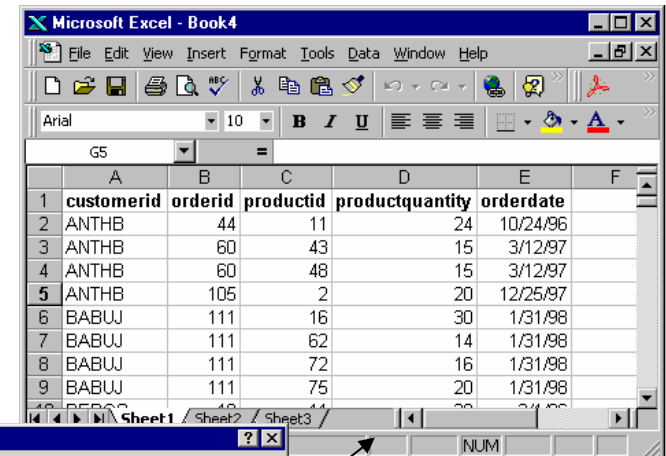 Microsoft Excel - Book4
File Edit View Insert Format Tools Data Window Help
Arial 10 B I U A
G5 =
A B C D E F
1 customerid orderid productid productquantity orderdate
2 ANTHB 44 11 24 10/24/96
3 ANTHB 60 43 15 3/12/97
4 ANTHB 60 48 15 3/12/97
5 ANTHB 105 2 20 12/25/97
6 BABUJ 111 16 30 1/31/98
7 BABUJ 111 62 14 1/31/98
8 BABUJ 111 72 16 1/31/98
9 BABUJ 111 75 20 1/31/98
Sheet1 Sheet2 Sheet3
NUM